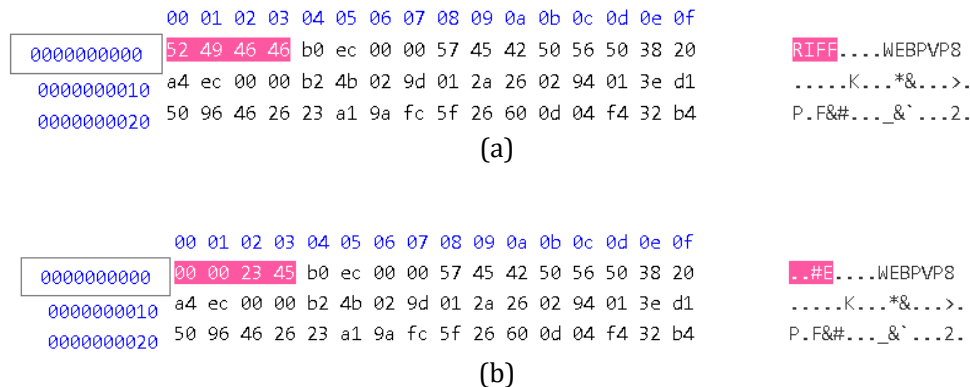 00 01 02 03 04 05 06 07 08 09 0a 0b 0c 0d 0e 0f
0000000000 52 49 46 46 b0 ec 00 00 57 45 42 50 56 50 38 20 RIFF....WEBPVP8
0000000010 a4 ec 00 00 b2 4b 02 9d 01 2a 26 02 94 01 3e d1 .....K...*&...>.
0000000020 50 96 46 26 23 a1 9a fc 5f 26 60 0d 04 f4 32 b4 P.F&#..._&`...2.
(a)
00 01 02 03 04 05 06 07 08 09 0a 0b 0c 0d 0e 0f
0000000000 00 00 23 45 b0 ec 00 00 57 45 42 50 56 50 38 20 ..#E....WEBPVP8
0000000010 a4 ec 00 00 b2 4b 02 9d 01 2a 26 02 94 01 3e d1 .....K...*&...>.
0000000020 50 96 46 26 23 a1 9a fc 5f 26 60 0d 04 f4 32 b4 P.F&#..._&`...2.
(b)